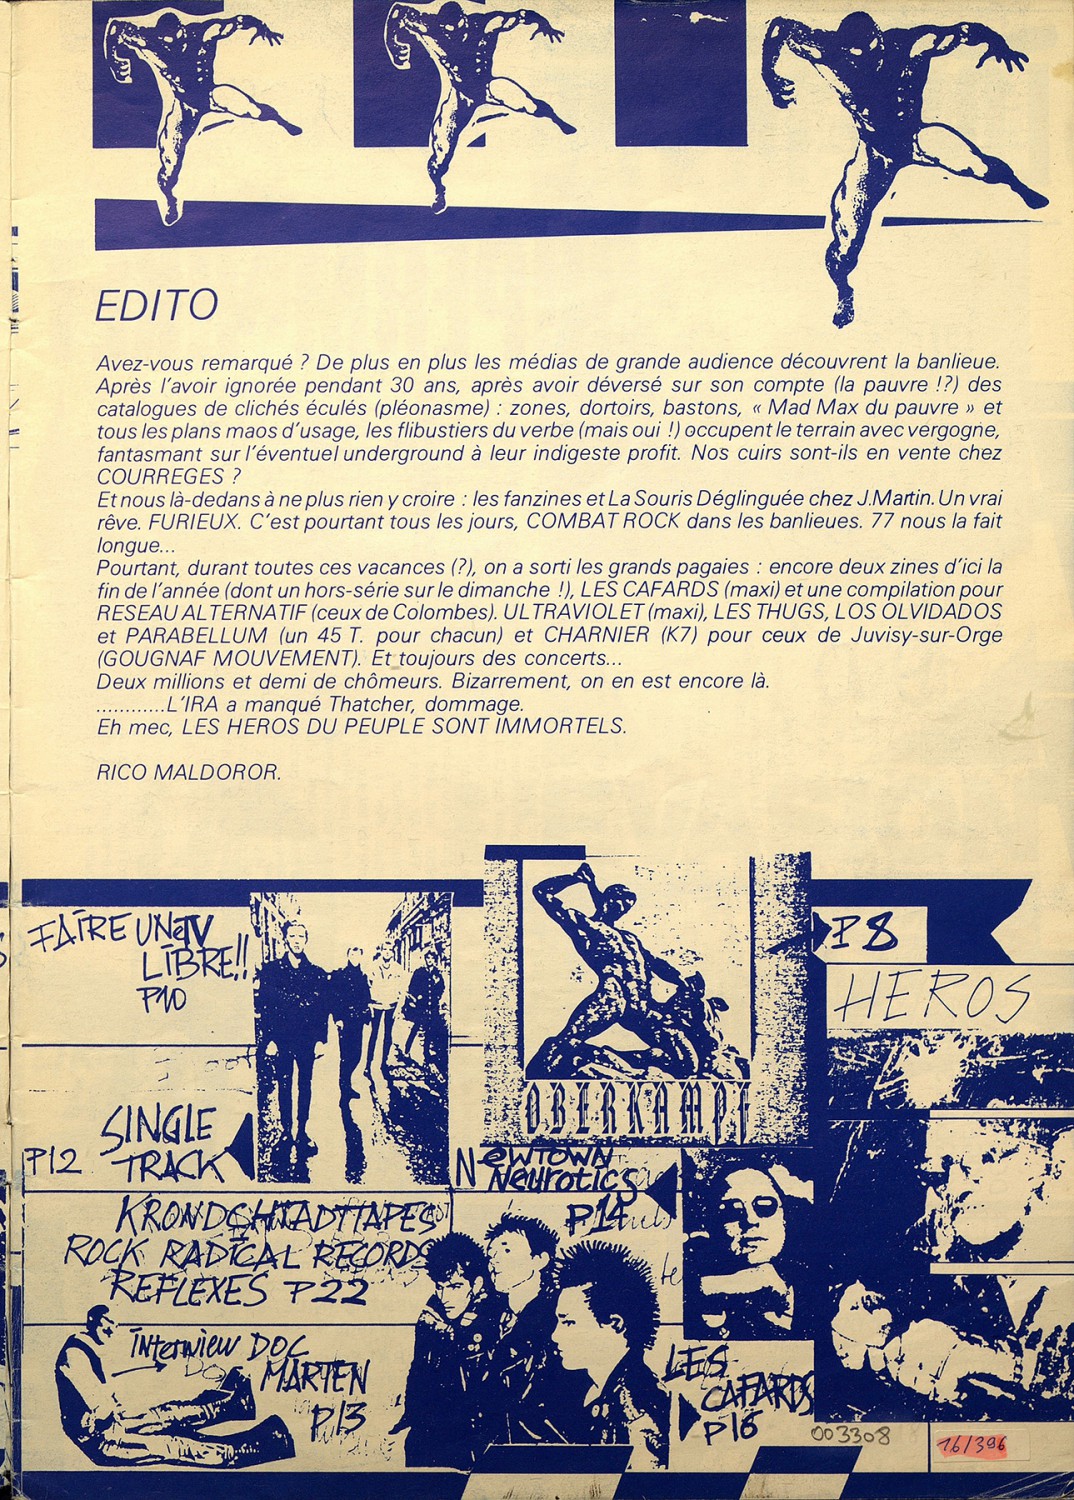 EDITO
Avez-vous remarqué ? De plus en plus les médias de grande audience découvrent la banlieue.
Après l'avoir ignorée pendant 30 ans, après avoir déversé sur son compte (la pauvre !?) des
catalogues de clichés éculés (pléonasme) : zones, dortoirs, bastons, « Mad Max du pauvre » et
tous les plans maos d'usage, les flibustiers du verbe (mais oui !) occupent le terrain avec vergogne,
fantasmant sur l'éventuel underground à leur indigeste profit. Nos cuirs sont-ils en vente chez
COURREGES ?
Et nous là-dedans à ne plus rien y croire : les fanzines et La Souris Déglinguée chez J.Martin. Un vrai
rêve. FURIEUX. C'est pourtant tous les jours, COMBAT ROCK dans les banlieues. 77 nous la fait
longue...
Pourtant, durant toutes ces vacances (?), on a sorti les grands pagaies : encore deux zines d'ici la
fin de l'année (dont un hors-série sur le dimanche !), LES CAFARDS (maxi) et une compilation pour
RESEAU ALTERNATIF (ceux de Colombes). ULTRAVIOLET (maxi), LES THUGS, LOS OLVIDADOS
et PARABELLUM (un 45 T. pour chacun) et CHARNIER (K7) pour ceux de Juvisy-sur-Orge
(GOUGNAF MOUVEMENT). Et toujours des concerts...
Deux millions et demi de chômeurs. Bizarrement, on en est encore là.
............L'IRA a manqué Thatcher, dommage.
Eh mec, LES HEROS DU PEUPLE SONT IMMORTELS.
RICO MALDOROR.
FAIRE UNE TV
LIBRE!!
P10
P8
HEROS
OBERKAMPF
SINGLE
TRACK
P12
NEWTOWN
Neurotics
P14
KRONDSHTADT TAPES
ROCK RADICAL RECORDS
REFLEXES P22
interview DOC
MARTEN
P13
LES
CAFARDS
P16
003308
16/396